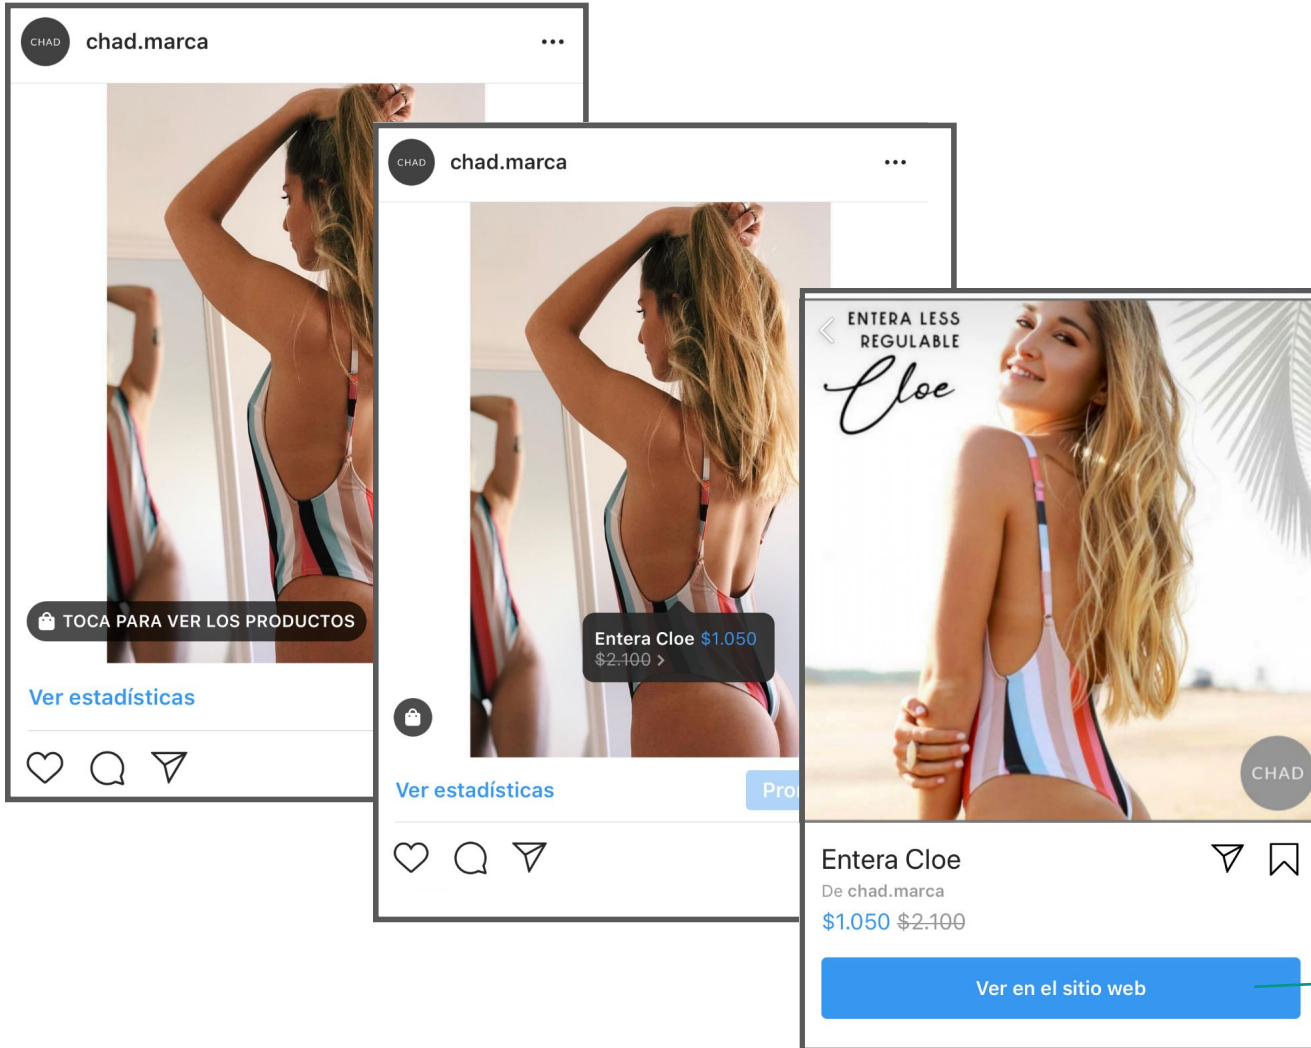 CHAD
chad.marca
TOCA PARA VER LOS PRODUCTOS
Ver estadísticas
CHAD
chad.marca
Entera Cloe $1.050
$2.100 >
Ver estadísticas
ENTERA LESS
REGULABLE
Cloe
CHAD
Entera Cloe
De chad.marca
$1.050 $2.100
Ver en el sitio web